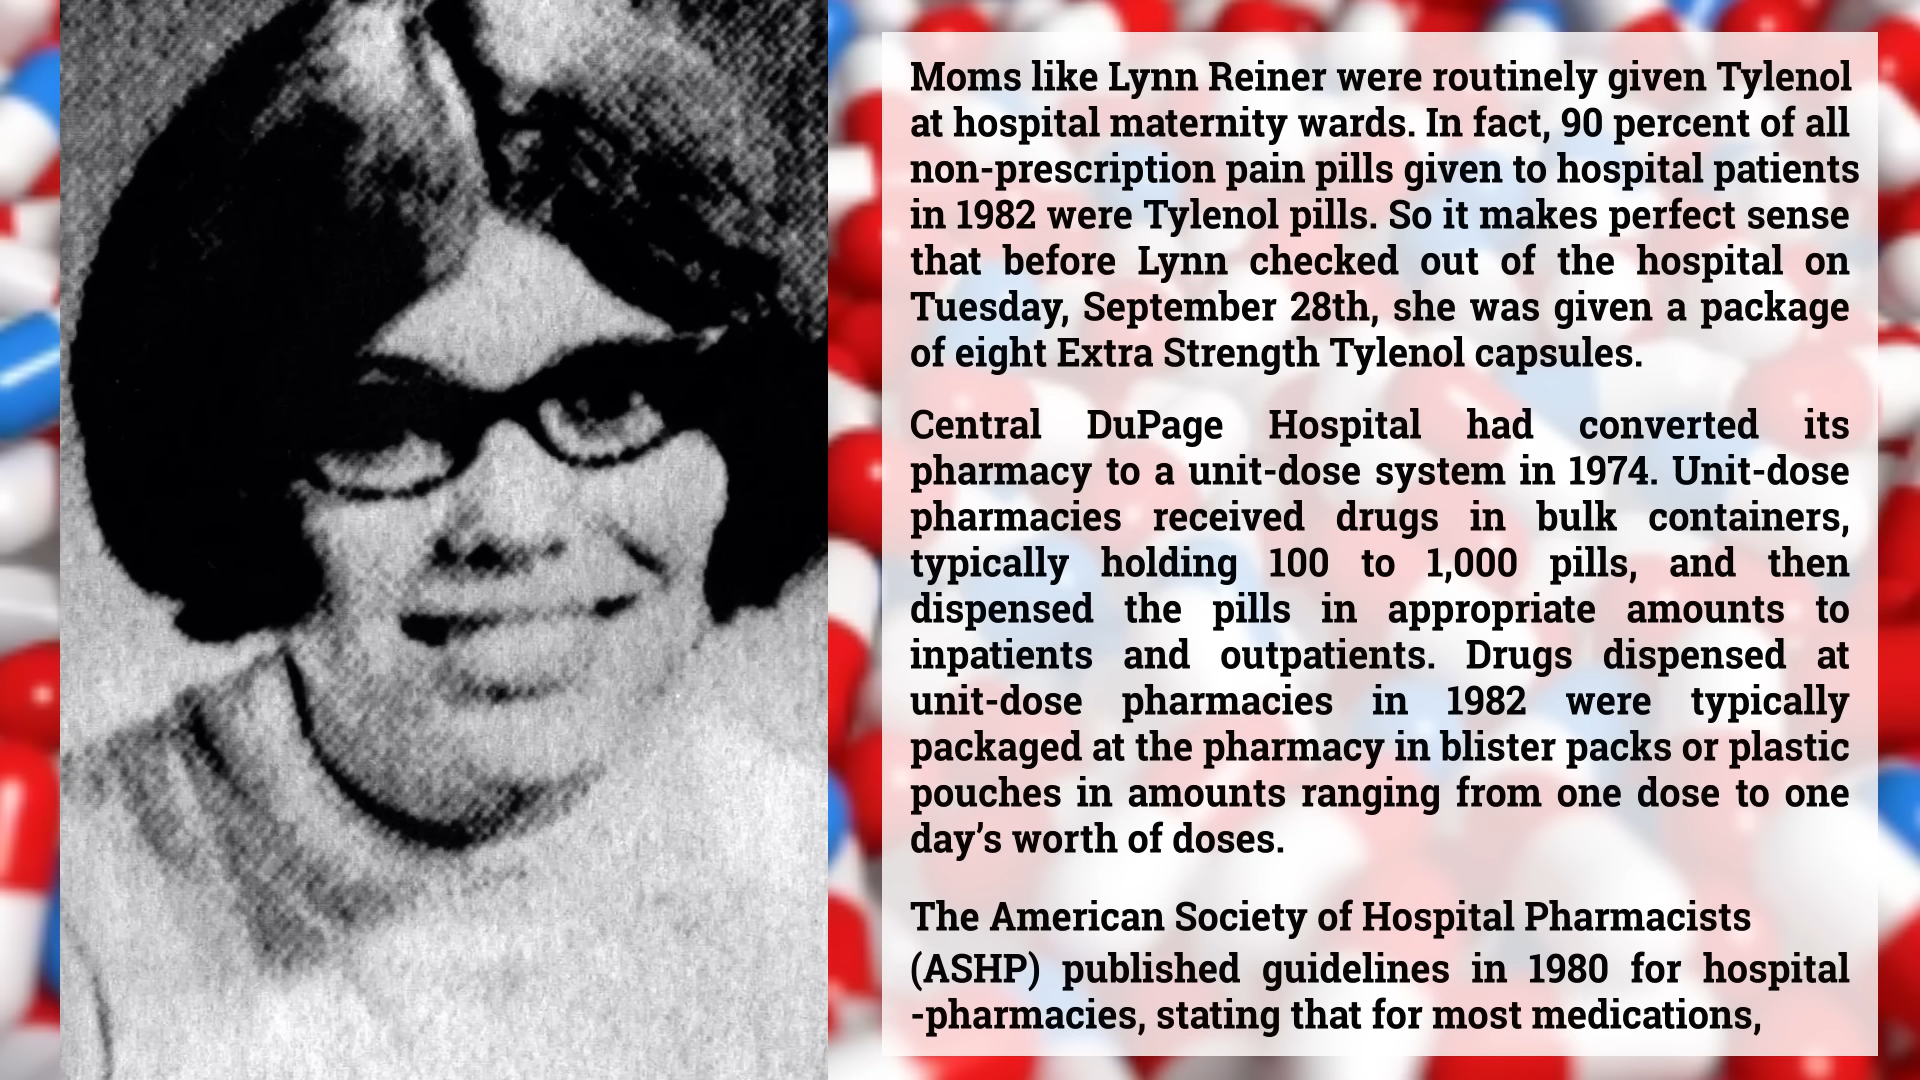 Moms like Lynn Reiner were routinely given Tylenol
at hospital maternity wards. In fact, 90 percent of all
non-prescription pain pills given to hospital patients
in 1982 were Tylenol pills. So it makes perfect sense
that before Lynn checked out of the hospital on
Tuesday, September 28th, she was given a package
of eight Extra Strength Tylenol capsules.
Central DuPage Hospital had converted its
pharmacy to a unit-dose system in 1974. Unit-dose
pharmacies received drugs in bulk containers,
typically holding 100 to 1,000 pills, and then
dispensed the pills in appropriate amounts to
inpatients and outpatients. Drugs dispensed at
unit-dose pharmacies in 1982 were typically
packaged at the pharmacy in blister packs or plastic
pouches in amounts ranging from one dose to one
day’s worth of doses.
The American Society of Hospital Pharmacists
(ASHP) published guidelines in 1980 for hospital
-pharmacies, stating that for most medications,